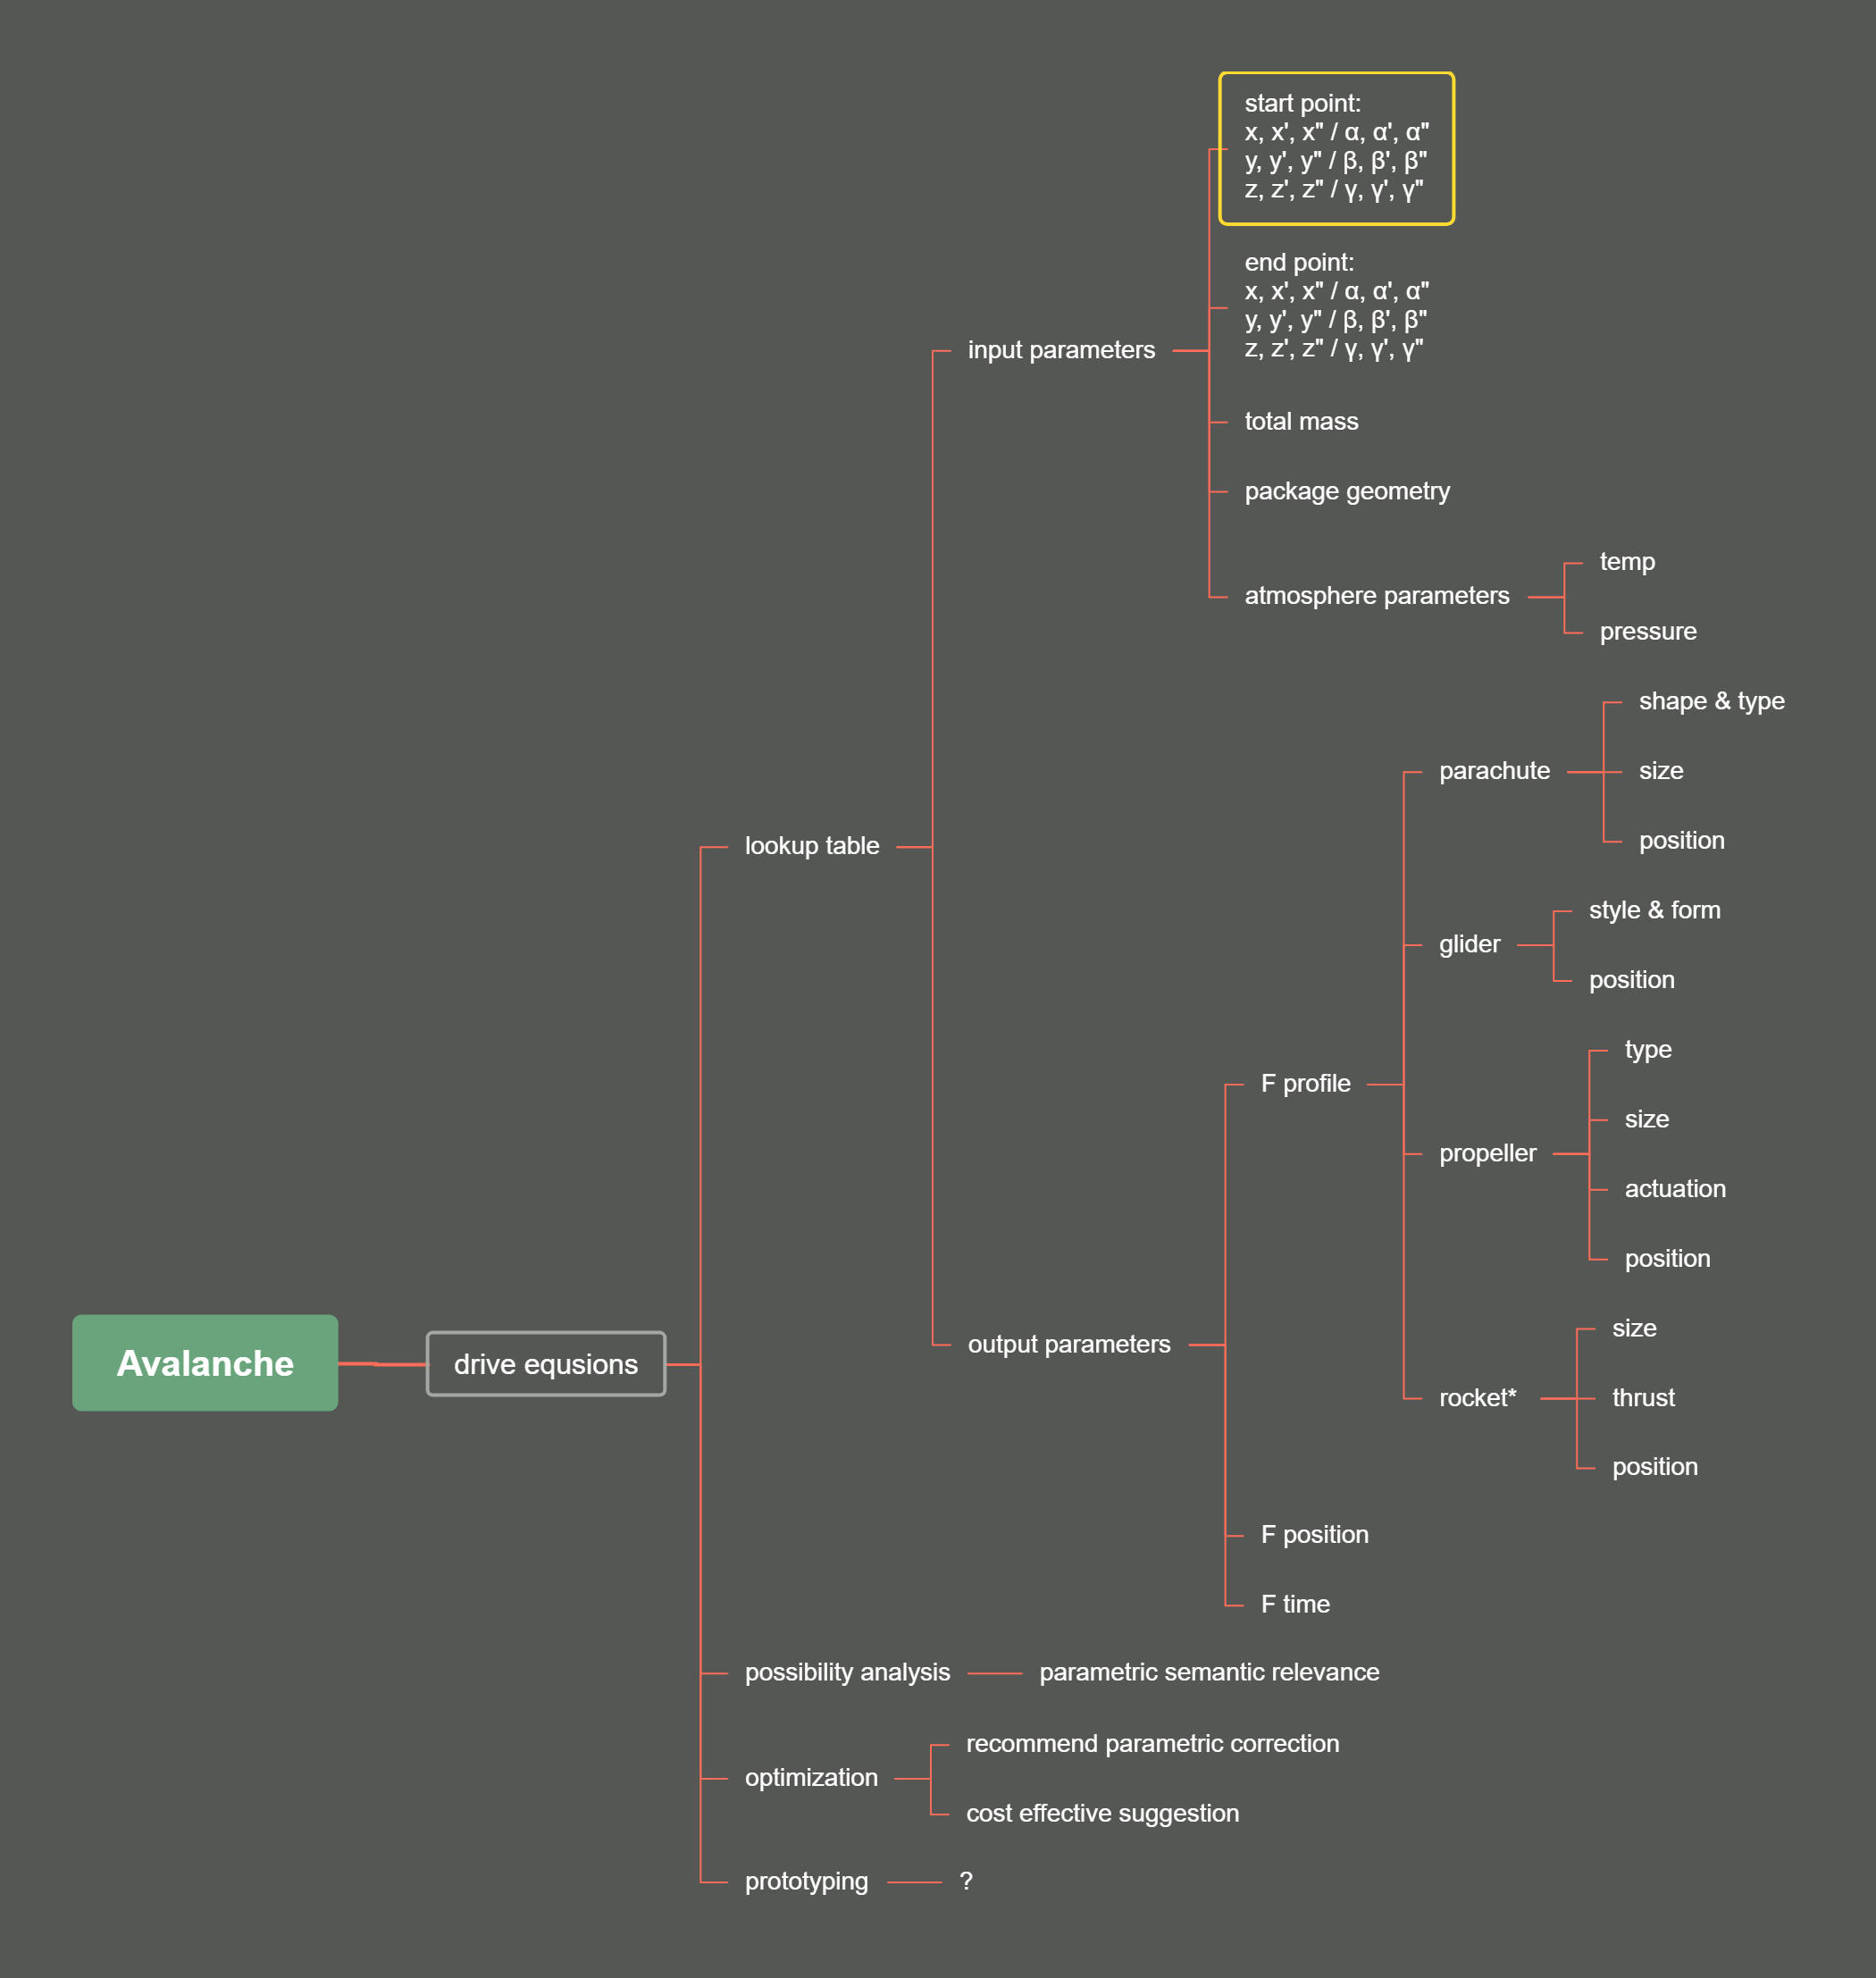 start point:
x, x', x" / α, α', α"
y, y', y" / β, β', β"
z, z', z" / γ, γ', γ"
end point:
x, x', x" / α, α', α"
y, y', y" / β, β', β"
z, z', z" / γ, γ', γ"
input parameters
total mass
package geometry
temp
atmosphere parameters
pressure
shape & type
parachute
size
position
lookup table
style & form
glider
position
type
F profile
size
propeller
actuation
position
size
output parameters
Avalanche
drive equsions
rocket*
thrust
position
F position
F time
possibility analysis
parametric semantic relevance
recommend parametric correction
optimization
cost effective suggestion
prototyping
?